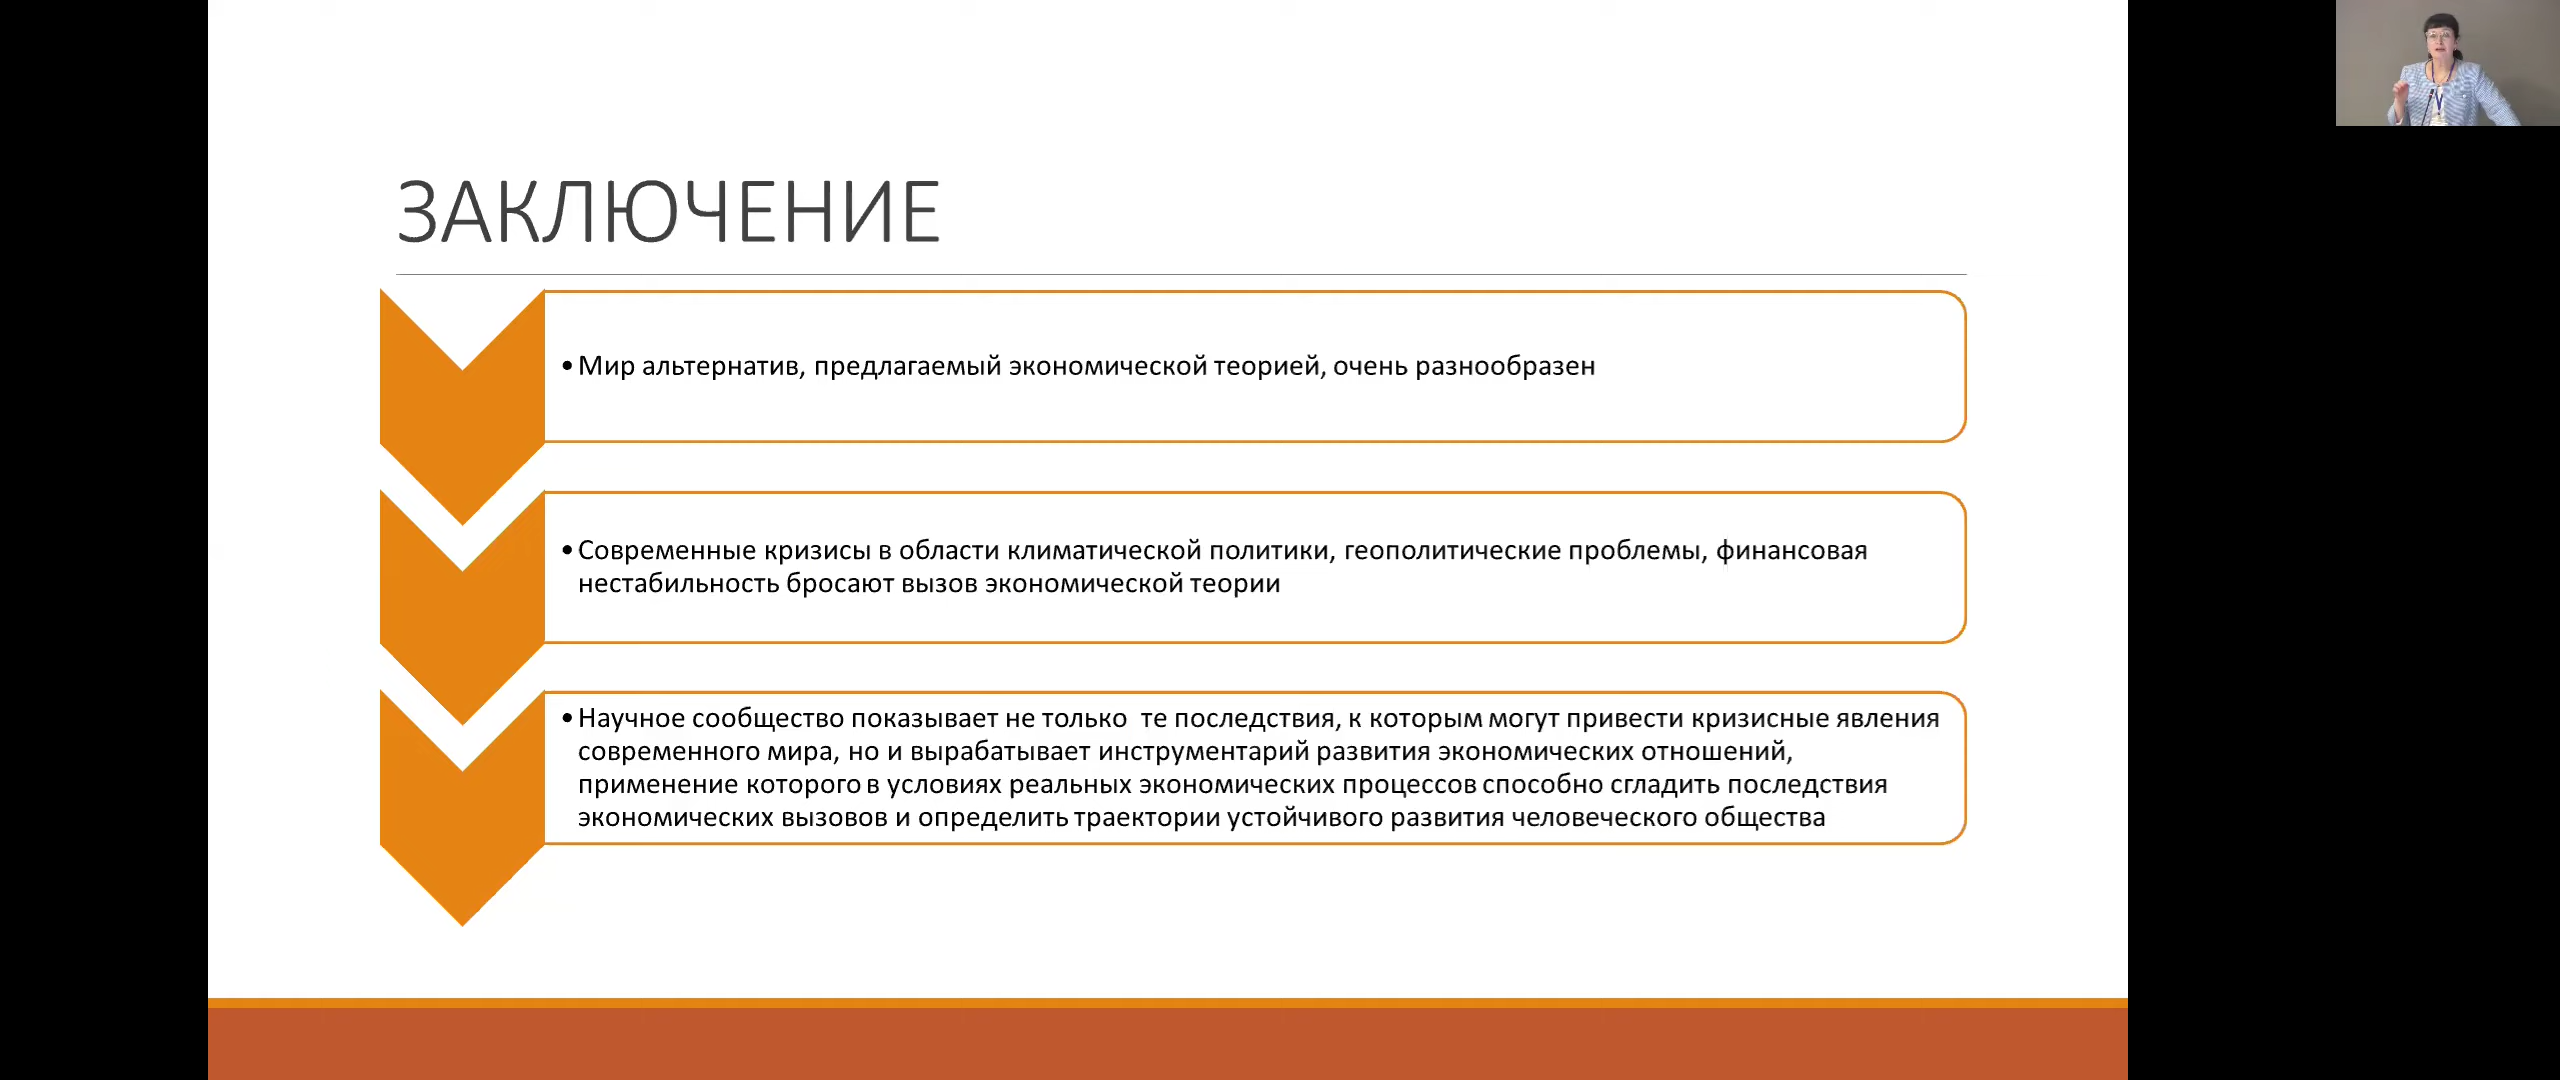 ЗАКЛЮЧЕНИЕ
•Мир альтернатив, предлагаемый экономической теорией, очень разнообразен
•Современные кризисы в области климатической политики, геополитические проблемы, финансовая
нестабильность бросают вызов экономической теории
•Научное сообщество показывает не только  те последствия, к которым могут привести кризисные явления
современного мира, но и вырабатывает инструментарий развития экономических отношений,
применение которого в условиях реальных экономических процессов способно сгладить последствия
экономических вызовов и определить траектории устойчивого развития человеческого общества